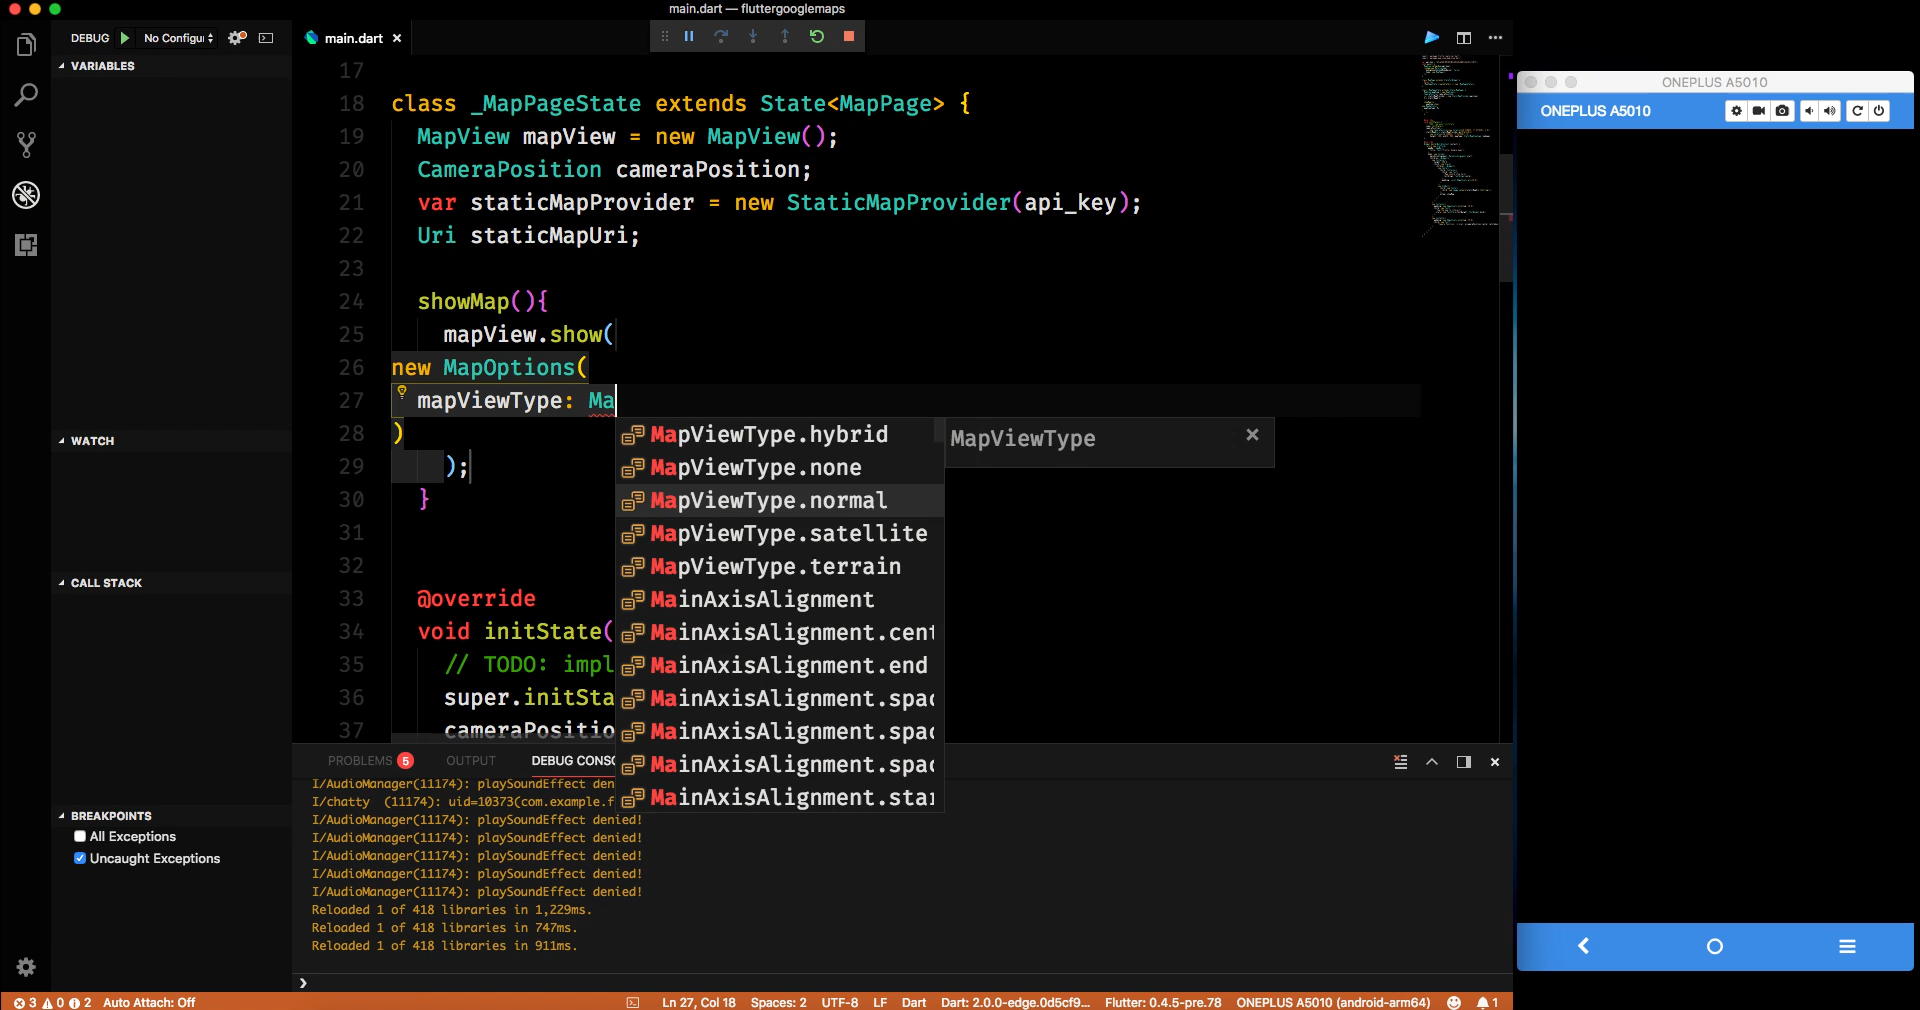 main.dart — fluttergooglemaps
DEBUG No Configu
main.dart ×
VARIABLES
17
18 class _MapPageState extends State<MapPage> {
19 MapView mapView = new MapView();
20 CameraPosition cameraPosition;
21 var staticMapProvider = new StaticMapProvider(api_key);
22 Uri staticMapUri;
23
24 showMap(){
25 mapView.show(
26 new MapOptions(
27 mapViewType: Ma
28 )
29 );
30 }
31
32
33 @override
34 void initState(
35 // TODO: impl
36 super.initSta
37 cameraPositio
MapViewType.hybrid
MapViewType.none
MapViewType.normal
MapViewType.satellite
MapViewType.terrain
MainAxisAlignment
MainAxisAlignment.cent
MainAxisAlignment.end
MainAxisAlignment.spac
MainAxisAlignment.spac
MainAxisAlignment.spac
MainAxisAlignment.star
MapViewType ×
WATCH
CALL STACK
BREAKPOINTS
All Exceptions
Uncaught Exceptions
PROBLEMS 5 OUTPUT DEBUG CONSO
I/AudioManager(11174): playSoundEffect den
I/chatty (11174): uid=10373(com.example.f
I/AudioManager(11174): playSoundEffect denied!
I/AudioManager(11174): playSoundEffect denied!
I/AudioManager(11174): playSoundEffect denied!
I/AudioManager(11174): playSoundEffect denied!
I/AudioManager(11174): playSoundEffect denied!
Reloaded 1 of 418 libraries in 1,229ms.
Reloaded 1 of 418 libraries in 747ms.
Reloaded 1 of 418 libraries in 911ms.
3 0 2 Auto Attach: Off
Ln 27, Col 18 Spaces: 2 UTF-8 LF Dart Dart: 2.0.0-edge.0d5cf9... Flutter: 0.4.5-pre.78 ONEPLUS A5010 (android-arm64) 1
ONEPLUS A5010
ONEPLUS A5010